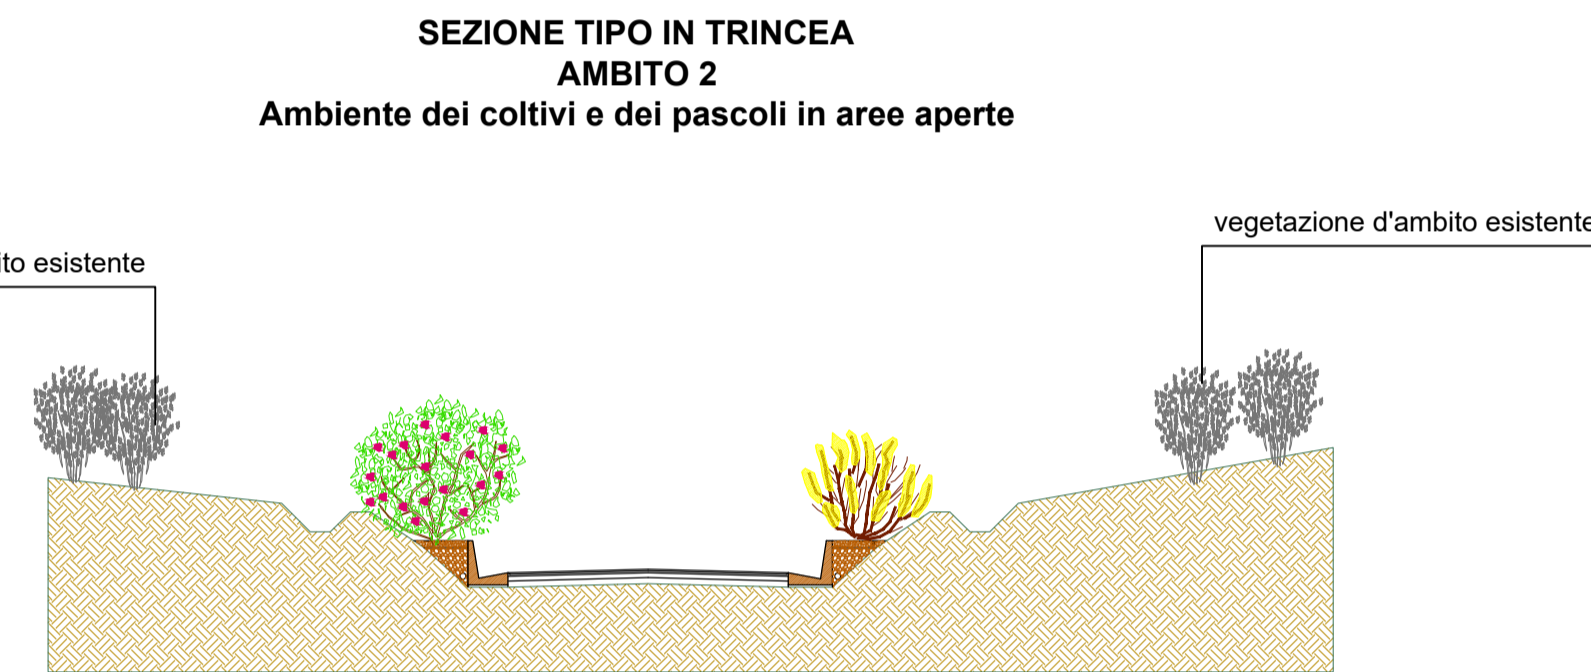 SEZIONE TIPO IN TRINCEA
AMBITO 2
Ambiente dei coltivi e dei pascoli in aree aperte
vegetazione d'ambito esistente
ito esistente